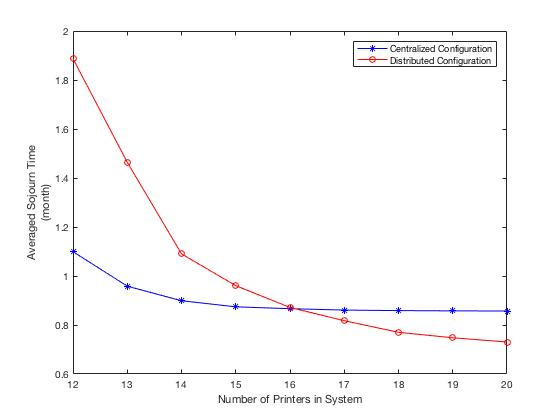 2
1.8
1.6
1.4
1.2
1
0.8
0.6
Averaged Sojourn Time
(month)
Centralized Configuration
Distributed Configuration
12 13 14 15 16 17 18 19 20
Number of Printers in System